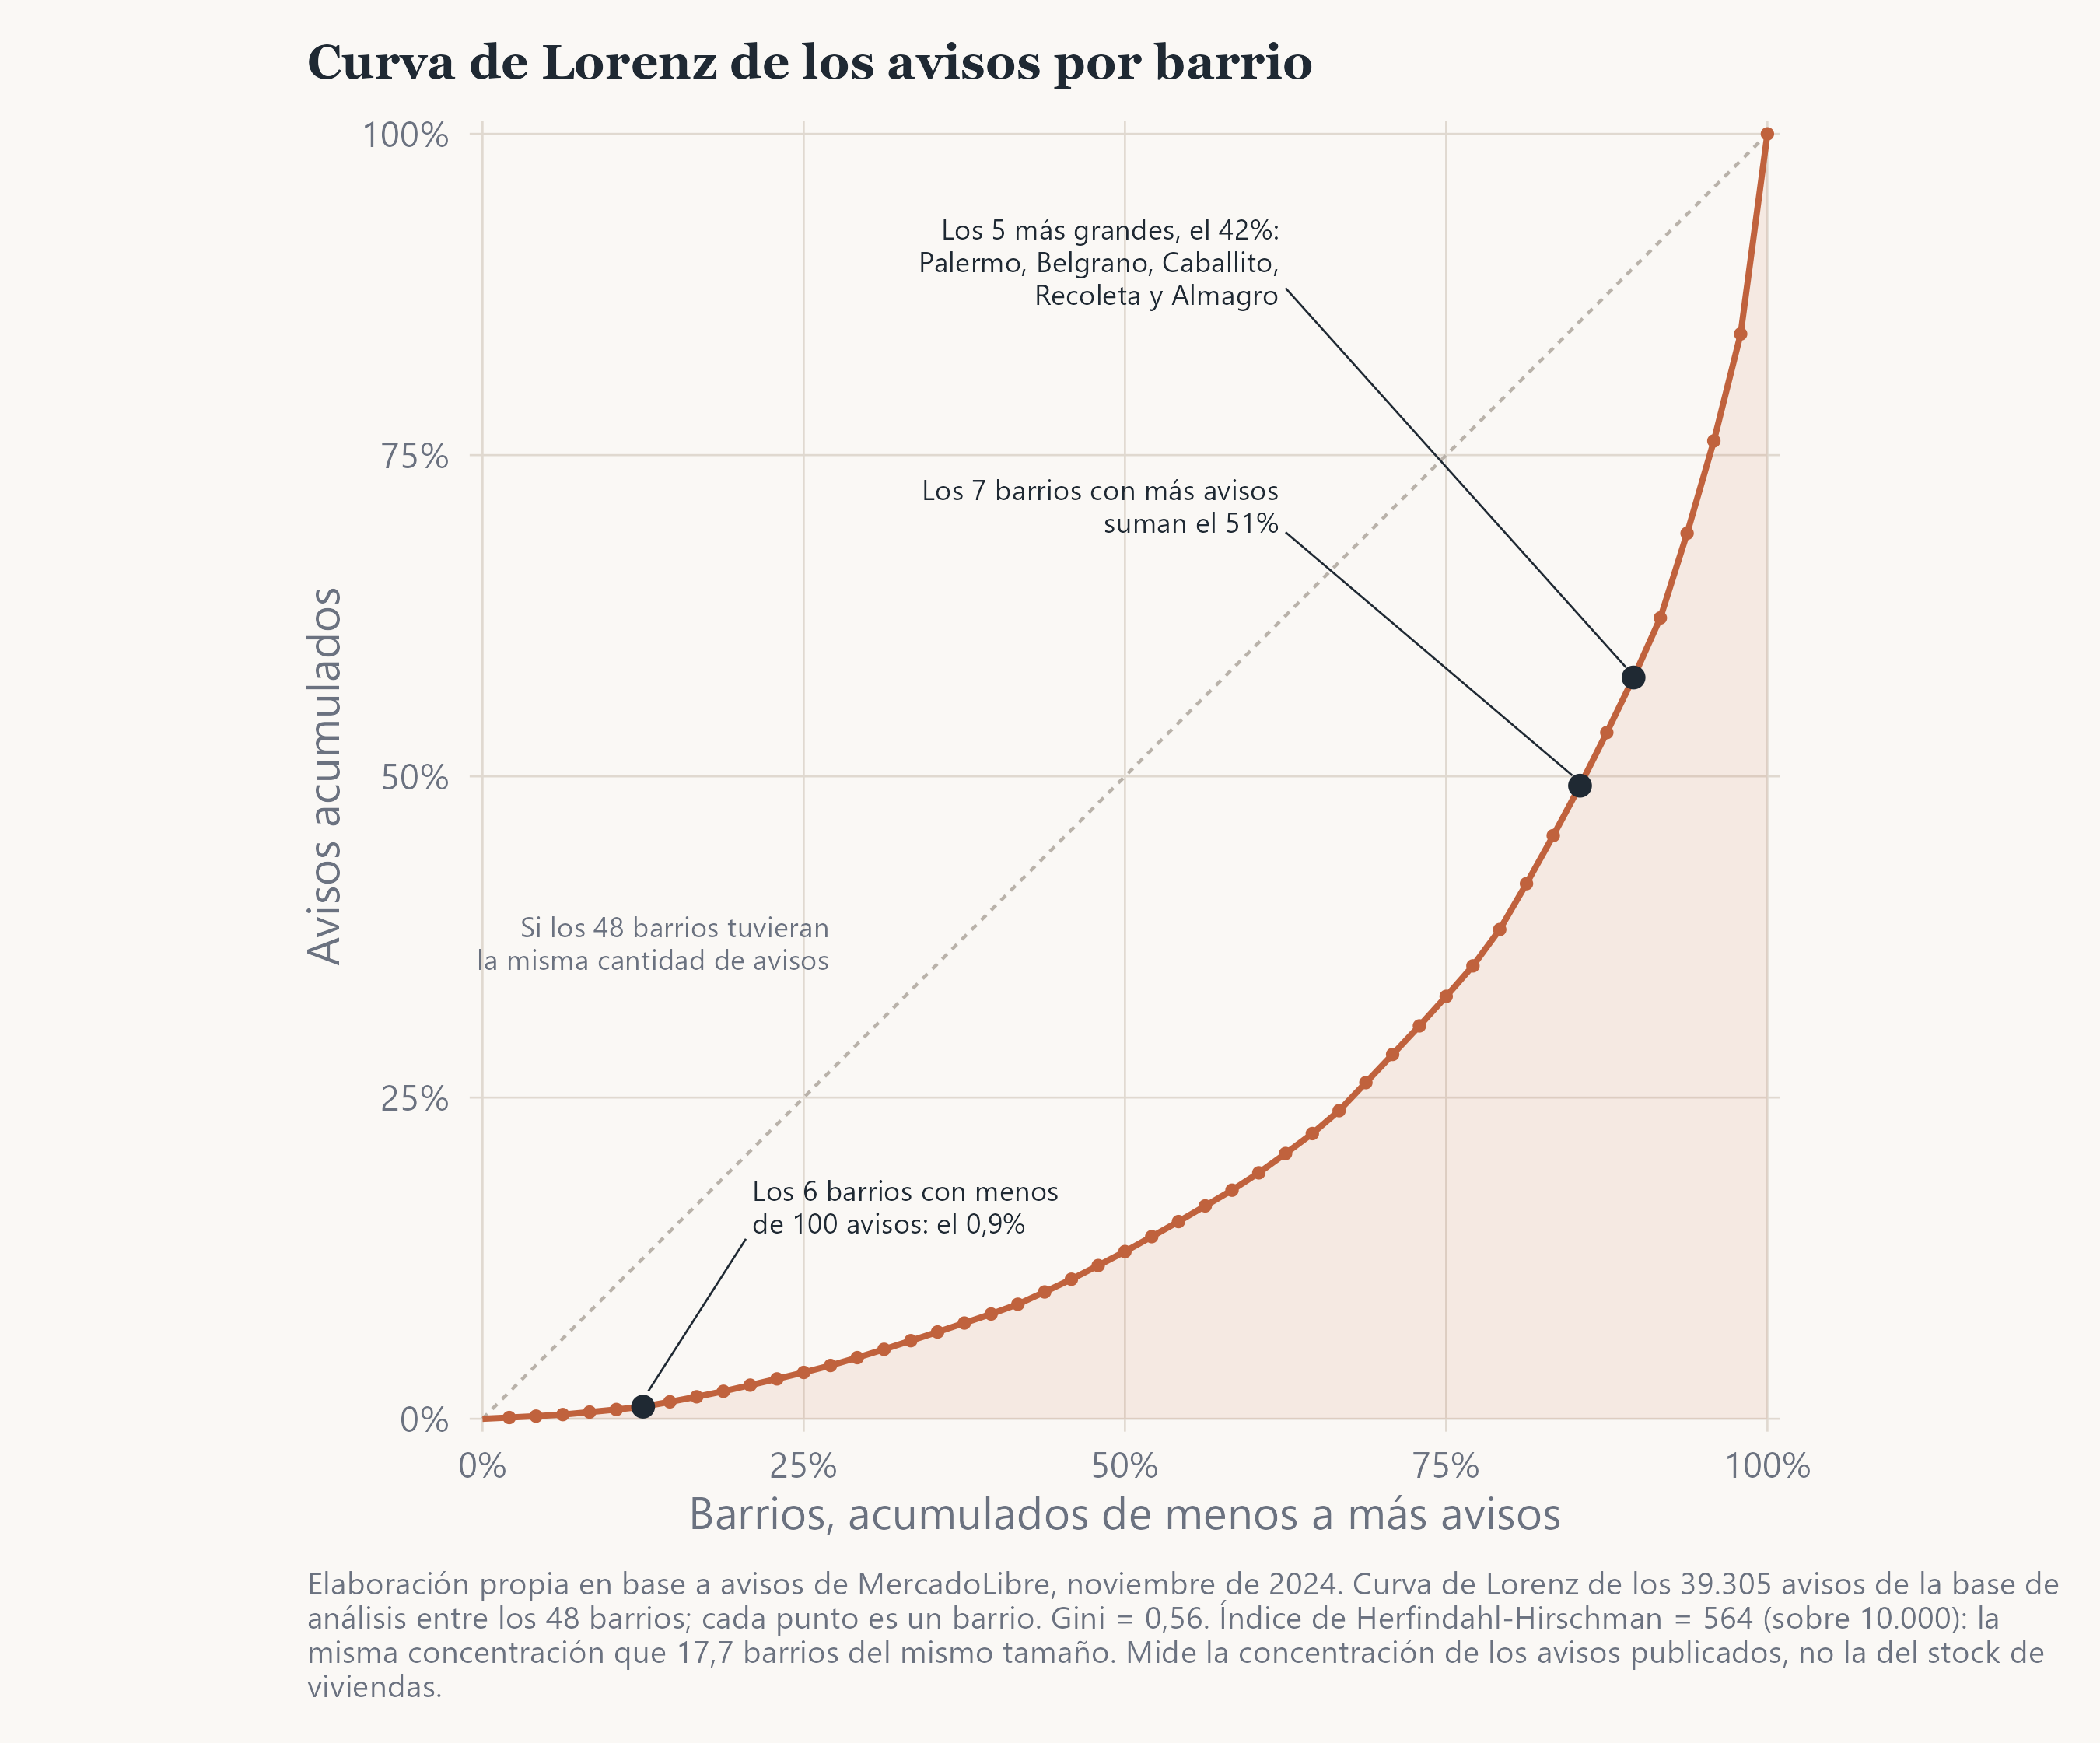 Curva de Lorenz de los avisos por barrio
100%
75%
50%
25%
0%
Avisos acumulados
Los 5 más grandes, el 42%:
Palermo, Belgrano, Caballito,
Recoleta y Almagro
Los 7 barrios con más avisos
suman el 51%
Si los 48 barrios tuvieran
la misma cantidad de avisos
Los 6 barrios con menos
de 100 avisos: el 0,9%
0%
25%
50%
75%
100%
Barrios, acumulados de menos a más avisos
Elaboración propia en base a avisos de MercadoLibre, noviembre de 2024. Curva de Lorenz de los 39.305 avisos de la base de
análisis entre los 48 barrios; cada punto es un barrio. Gini = 0,56. Índice de Herfindahl-Hirschman = 564 (sobre 10.000): la
misma concentración que 17,7 barrios del mismo tamaño. Mide la concentración de los avisos publicados, no la del stock de
viviendas.